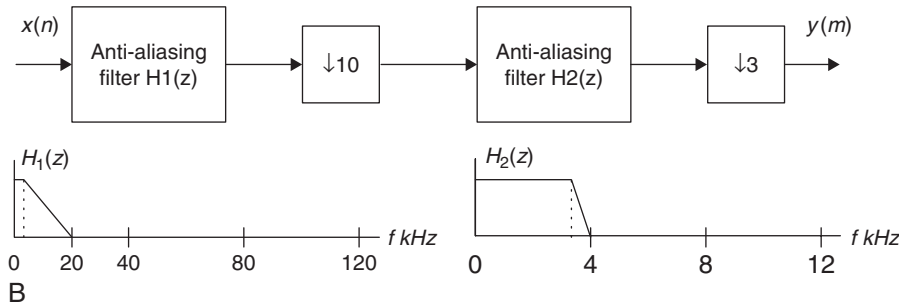 x(n)
Anti-aliasing
filter H1(z)
↓10
Anti-aliasing
filter H2(z)
↓3
y(m)
H1(z)
f kHz
0 20 40 80 120
H2(z)
f kHz
0 4 8 12
B